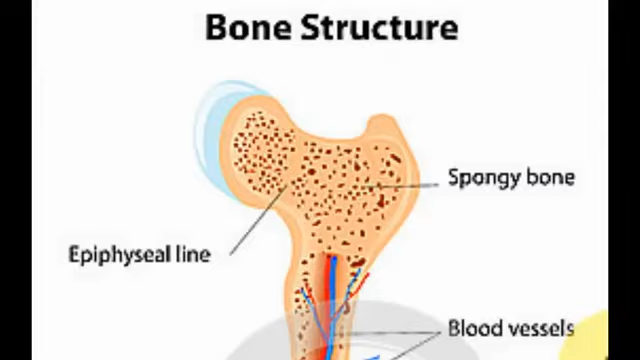 Bone Structure
Spongy bone
Epiphyseal line
Blood vessels